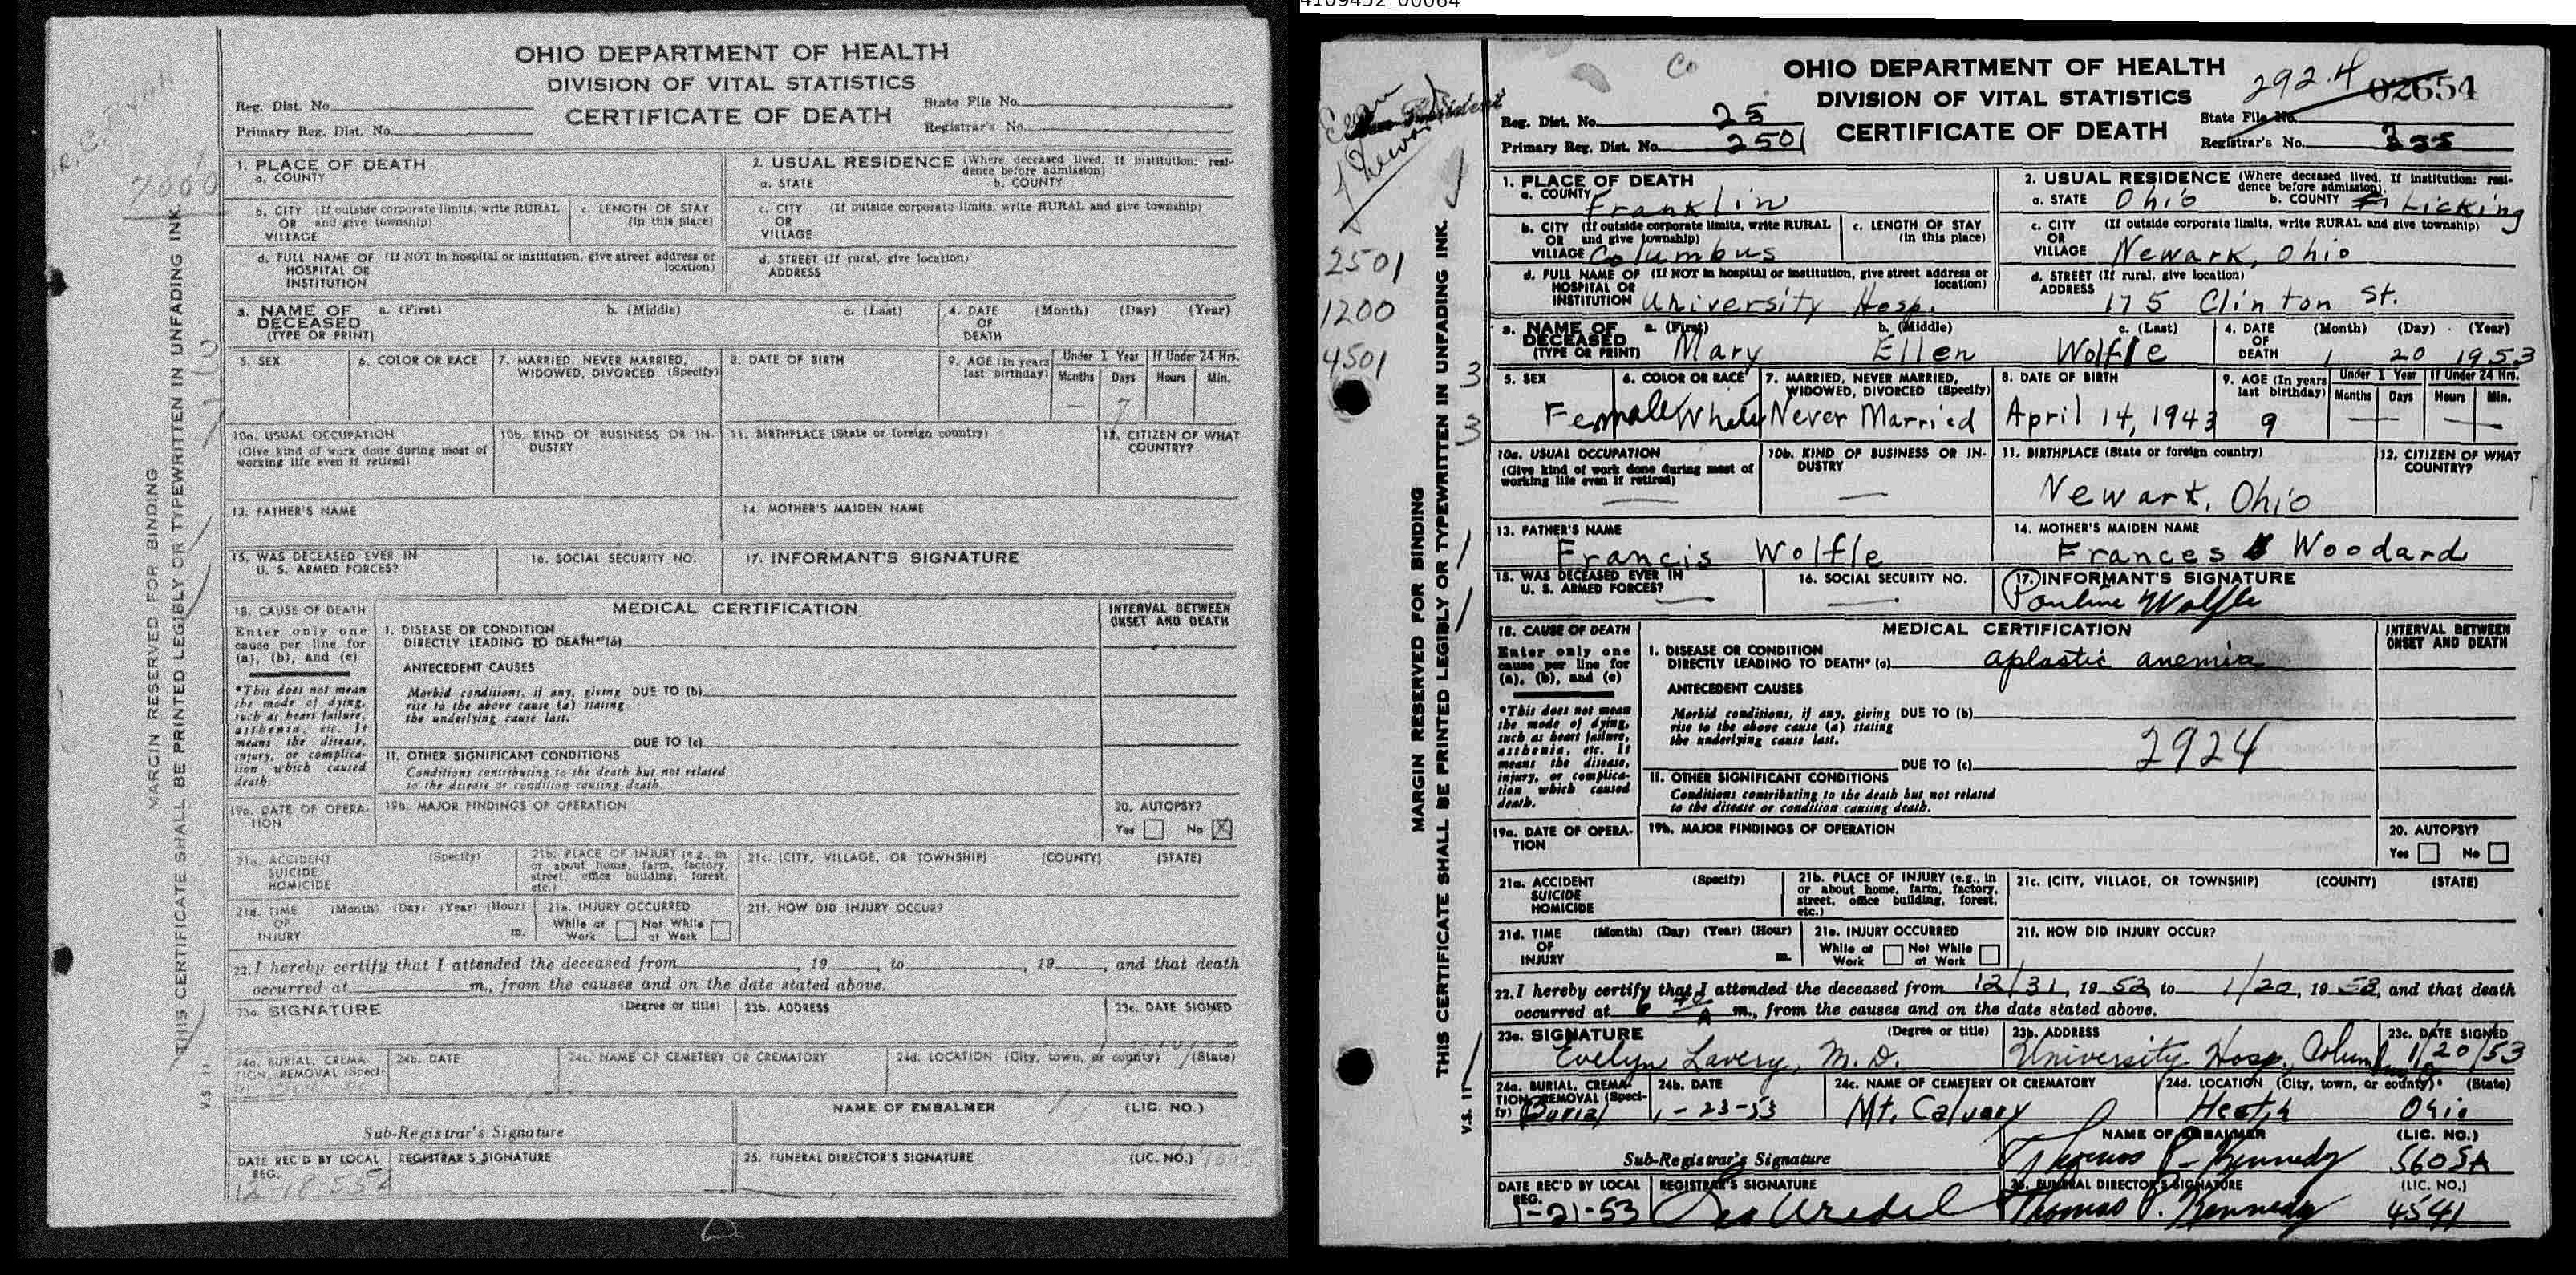 R. C. RYAN
7000
OHIO DEPARTMENT OF HEALTH
DIVISION OF VITAL STATISTICS
CERTIFICATE OF DEATH
Reg. Dist. No.
Primary Reg. Dist. No.
State File No.
Registrar's No.
1. PLACE OF DEATH
a. COUNTY
2. USUAL RESIDENCE (Where deceased lived. If institution: resi-
dence before admission)
a. STATE b. COUNTY
b. CITY (If outside corporate limits, write RURAL
OR and give township)
VILLAGE
c. LENGTH OF STAY
(in this place)
c. CITY (If outside corporate limits, write RURAL and give township)
OR
VILLAGE
d. FULL NAME OF (If NOT in hospital or institution, give street address or
HOSPITAL OR location)
INSTITUTION
d. STREET (If rural, give location)
ADDRESS
3. NAME OF a. (First) b. (Middle) c. (Last)
DECEASED
(TYPE OR PRINT)
4. DATE (Month) (Day) (Year)
OF
DEATH
5. SEX
6. COLOR OR RACE
7. MARRIED, NEVER MARRIED,
WIDOWED, DIVORCED (Specify)
8. DATE OF BIRTH
9. AGE (In years
last birthday)
Under 1 Year
Months Days
If Under 24 Hrs.
Hours Min.
— 7
10a. USUAL OCCUPATION
(Give kind of work done during most of
working life even if retired)
10b. KIND OF BUSINESS OR IN-
DUSTRY
11. BIRTHPLACE (State or foreign country)
12. CITIZEN OF WHAT
COUNTRY?
13. FATHER'S NAME
14. MOTHER'S MAIDEN NAME
15. WAS DECEASED EVER IN
U. S. ARMED FORCES?
16. SOCIAL SECURITY NO.
17. INFORMANT'S SIGNATURE
18. CAUSE OF DEATH
Enter only one
cause per line for
(a), (b), and (c)
*This does not mean
the mode of dying,
such as heart failure,
asthenia, etc. It
means the disease,
injury, or complica-
tion which caused
death.
MEDICAL CERTIFICATION
I. DISEASE OR CONDITION
DIRECTLY LEADING TO DEATH* (a)
ANTECEDENT CAUSES
Morbid conditions, if any, giving DUE TO (b)
rise to the above cause (a) stating
the underlying cause last.
DUE TO (c)
II. OTHER SIGNIFICANT CONDITIONS
Conditions contributing to the death but not related
to the disease or condition causing death.
INTERVAL BETWEEN
ONSET AND DEATH
19a. DATE OF OPERA-
TION
19b. MAJOR FINDINGS OF OPERATION
20. AUTOPSY?
Yes No X
21a. ACCIDENT (Specify)
SUICIDE
HOMICIDE
21b. PLACE OF INJURY (e.g., in
or about home, farm, factory,
street, office building, forest,
etc.)
21c. (CITY, VILLAGE, OR TOWNSHIP) (COUNTY) (STATE)
21d. TIME (Month) (Day) (Year) (Hour)
OF
INJURY m.
21e. INJURY OCCURRED
While at Not While
Work at Work
21f. HOW DID INJURY OCCUR?
22. I hereby certify that I attended the deceased from , 19 , to , 19 , and that death
occurred at m., from the causes and on the date stated above.
23a. SIGNATURE (Degree or title)
23b. ADDRESS
23c. DATE SIGNED
24a. BURIAL, CREMA-
TION, REMOVAL (Speci-
fy)
24b. DATE
24c. NAME OF CEMETERY OR CREMATORY
24d. LOCATION (City, town, or county) (State)
Sub-Registrar's Signature
NAME OF EMBALMER (LIC. NO.)
DATE REC'D BY LOCAL
REG.
REGISTRAR'S SIGNATURE
25. FUNERAL DIRECTOR'S SIGNATURE (LIC. NO.)
MARGIN RESERVED FOR BINDING
THIS CERTIFICATE SHALL BE PRINTED LEGIBLY OR TYPEWRITTEN IN UNFADING INK.
V.S. 11
4109452_00064
Co
OHIO DEPARTMENT OF HEALTH
DIVISION OF VITAL STATISTICS
CERTIFICATE OF DEATH
292.4 02654
Reg. Dist. No. 25
Primary Reg. Dist. No. 2501
State File No.
Registrar's No.
2501
1200
4501
3
3
1. PLACE OF DEATH
a. COUNTY Franklin
2. USUAL RESIDENCE (Where deceased lived. If institution: resi-
dence before admission)
a. STATE Ohio b. COUNTY Licking
b. CITY (If outside corporate limits, write RURAL
OR and give township)
VILLAGE Columbus
c. LENGTH OF STAY
(in this place)
c. CITY (If outside corporate limits, write RURAL and give township)
OR
VILLAGE Newark, Ohio
d. FULL NAME OF (If NOT in hospital or institution, give street address or
HOSPITAL OR location)
INSTITUTION University Hosp.
d. STREET (If rural, give location)
ADDRESS 175 Clinton St.
3. NAME OF a. (First) b. (Middle) c. (Last)
DECEASED
(TYPE OR PRINT) Mary Ellen Wolfle
4. DATE (Month) (Day) (Year)
OF
DEATH 1 20 1953
5. SEX
Female
6. COLOR OR RACE
White
7. MARRIED, NEVER MARRIED,
WIDOWED, DIVORCED (Specify)
Never Married
8. DATE OF BIRTH
April 14, 1943
9. AGE (In years
last birthday)
9
Under 1 Year
Months Days
If Under 24 Hrs.
Hours Min.
10a. USUAL OCCUPATION
(Give kind of work done during most of
working life even if retired)
10b. KIND OF BUSINESS OR IN-
DUSTRY
11. BIRTHPLACE (State or foreign country)
Newark, Ohio
12. CITIZEN OF WHAT
COUNTRY?
13. FATHER'S NAME
Francis Wolfle
14. MOTHER'S MAIDEN NAME
Frances Woodard
15. WAS DECEASED EVER IN
U. S. ARMED FORCES?
16. SOCIAL SECURITY NO.
17. INFORMANT'S SIGNATURE
Pauline Wolfle
18. CAUSE OF DEATH
Enter only one
cause per line for
(a), (b), and (c)
*This does not mean
the mode of dying,
such as heart failure,
asthenia, etc. It
means the disease,
injury, or complica-
tion which caused
death.
MEDICAL CERTIFICATION
I. DISEASE OR CONDITION
DIRECTLY LEADING TO DEATH* (a) aplastic anemia
ANTECEDENT CAUSES
Morbid conditions, if any, giving DUE TO (b)
rise to the above cause (a) stating
the underlying cause last.
2924
DUE TO (c)
II. OTHER SIGNIFICANT CONDITIONS
Conditions contributing to the death but not related
to the disease or condition causing death.
INTERVAL BETWEEN
ONSET AND DEATH
19a. DATE OF OPERA-
TION
19b. MAJOR FINDINGS OF OPERATION
20. AUTOPSY?
Yes No
21a. ACCIDENT (Specify)
SUICIDE
HOMICIDE
21b. PLACE OF INJURY (e.g., in
or about home, farm, factory,
street, office building, forest,
etc.)
21c. (CITY, VILLAGE, OR TOWNSHIP) (COUNTY) (STATE)
21d. TIME (Month) (Day) (Year) (Hour)
OF
INJURY m.
21e. INJURY OCCURRED
While at Not While
Work at Work
21f. HOW DID INJURY OCCUR?
22. I hereby certify that I attended the deceased from 12/31, 19 52, to 1/20, 19 , and that death
occurred at 6 A m., from the causes and on the date stated above.
23a. SIGNATURE (Degree or title)
Evelyn Lavery, M.D.
23b. ADDRESS
University Hosp.,
23c. DATE SIGNED
1/20/53
24a. BURIAL, CREMA-
TION, REMOVAL (Speci-
fy) Burial
24b. DATE
1-23-53
24c. NAME OF CEMETERY OR CREMATORY
Mt. Calvary
24d. LOCATION (City, town, or county) (State)
Heath Ohio
Sub-Registrar's Signature
NAME OF EMBALMER (LIC. NO.)
Thomas P. Kennedy 5605A
DATE REC'D BY LOCAL
REG.
1-21-53
REGISTRAR'S SIGNATURE
25. FUNERAL DIRECTOR'S SIGNATURE (LIC. NO.)
Thomas P. Kennedy 4541
MARGIN RESERVED FOR BINDING
THIS CERTIFICATE SHALL BE PRINTED LEGIBLY OR TYPEWRITTEN IN UNFADING INK.
V.S. 11